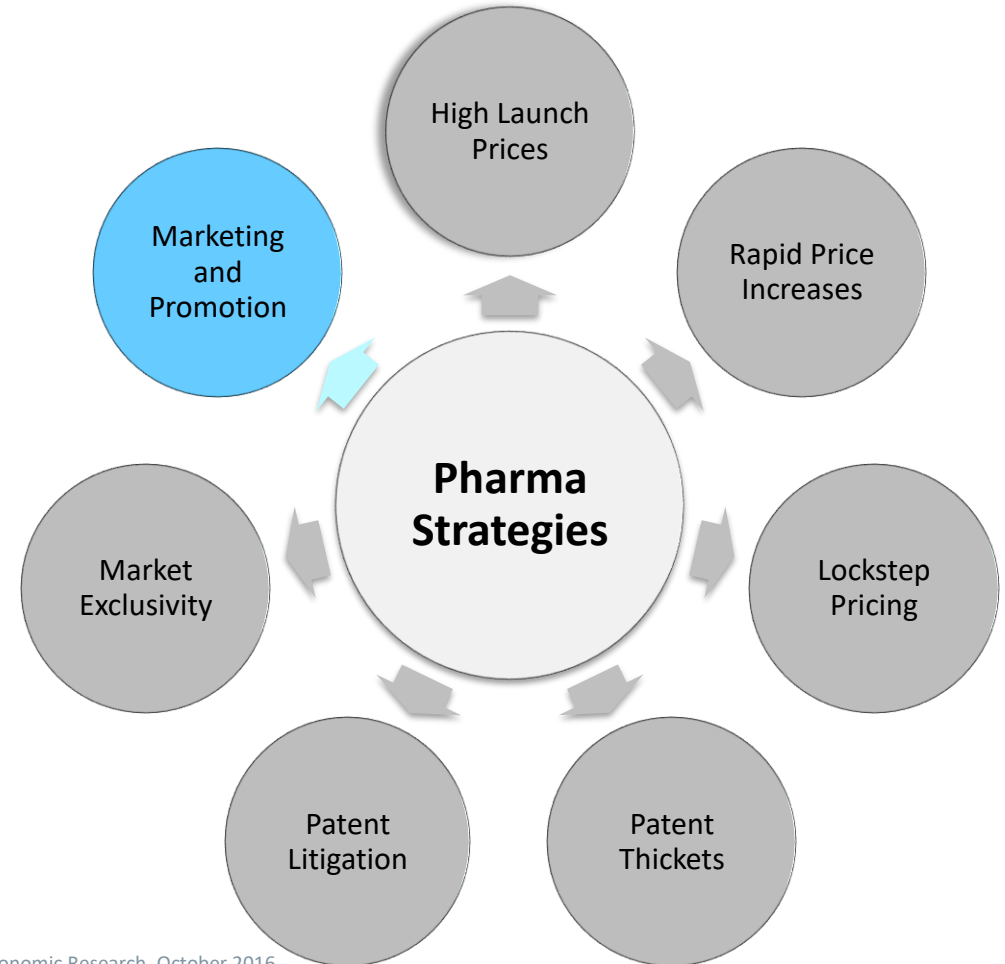 High Launch
Prices
Marketing
and
Promotion
Rapid Price
Increases
Pharma
Strategies
Market
Exclusivity
Lockstep
Pricing
Patent
Litigation
Patent
Thickets
Research, October 2016